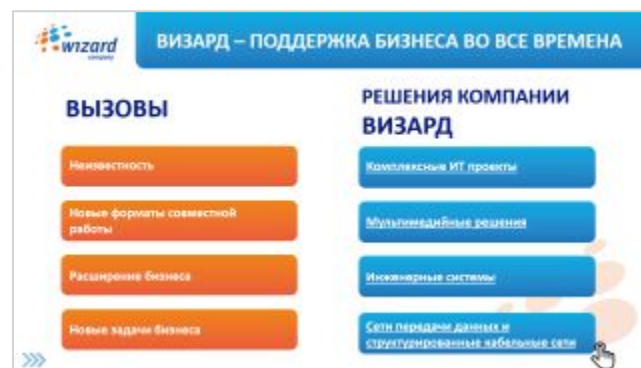 wizard
company
ВИЗАРД – ПОДДЕРЖКА БИЗНЕСА ВО ВСЕ ВРЕМЕНА
ВЫЗОВЫ
Неизвестность
Новые форматы совместной
работы
Расширение бизнеса
Новые задачи бизнеса
РЕШЕНИЯ КОМПАНИИ
ВИЗАРД
Комплексные ИТ проекты
Мультимедийные решения
Инженерные системы
Сети передачи данных и
структурированные кабельные сети